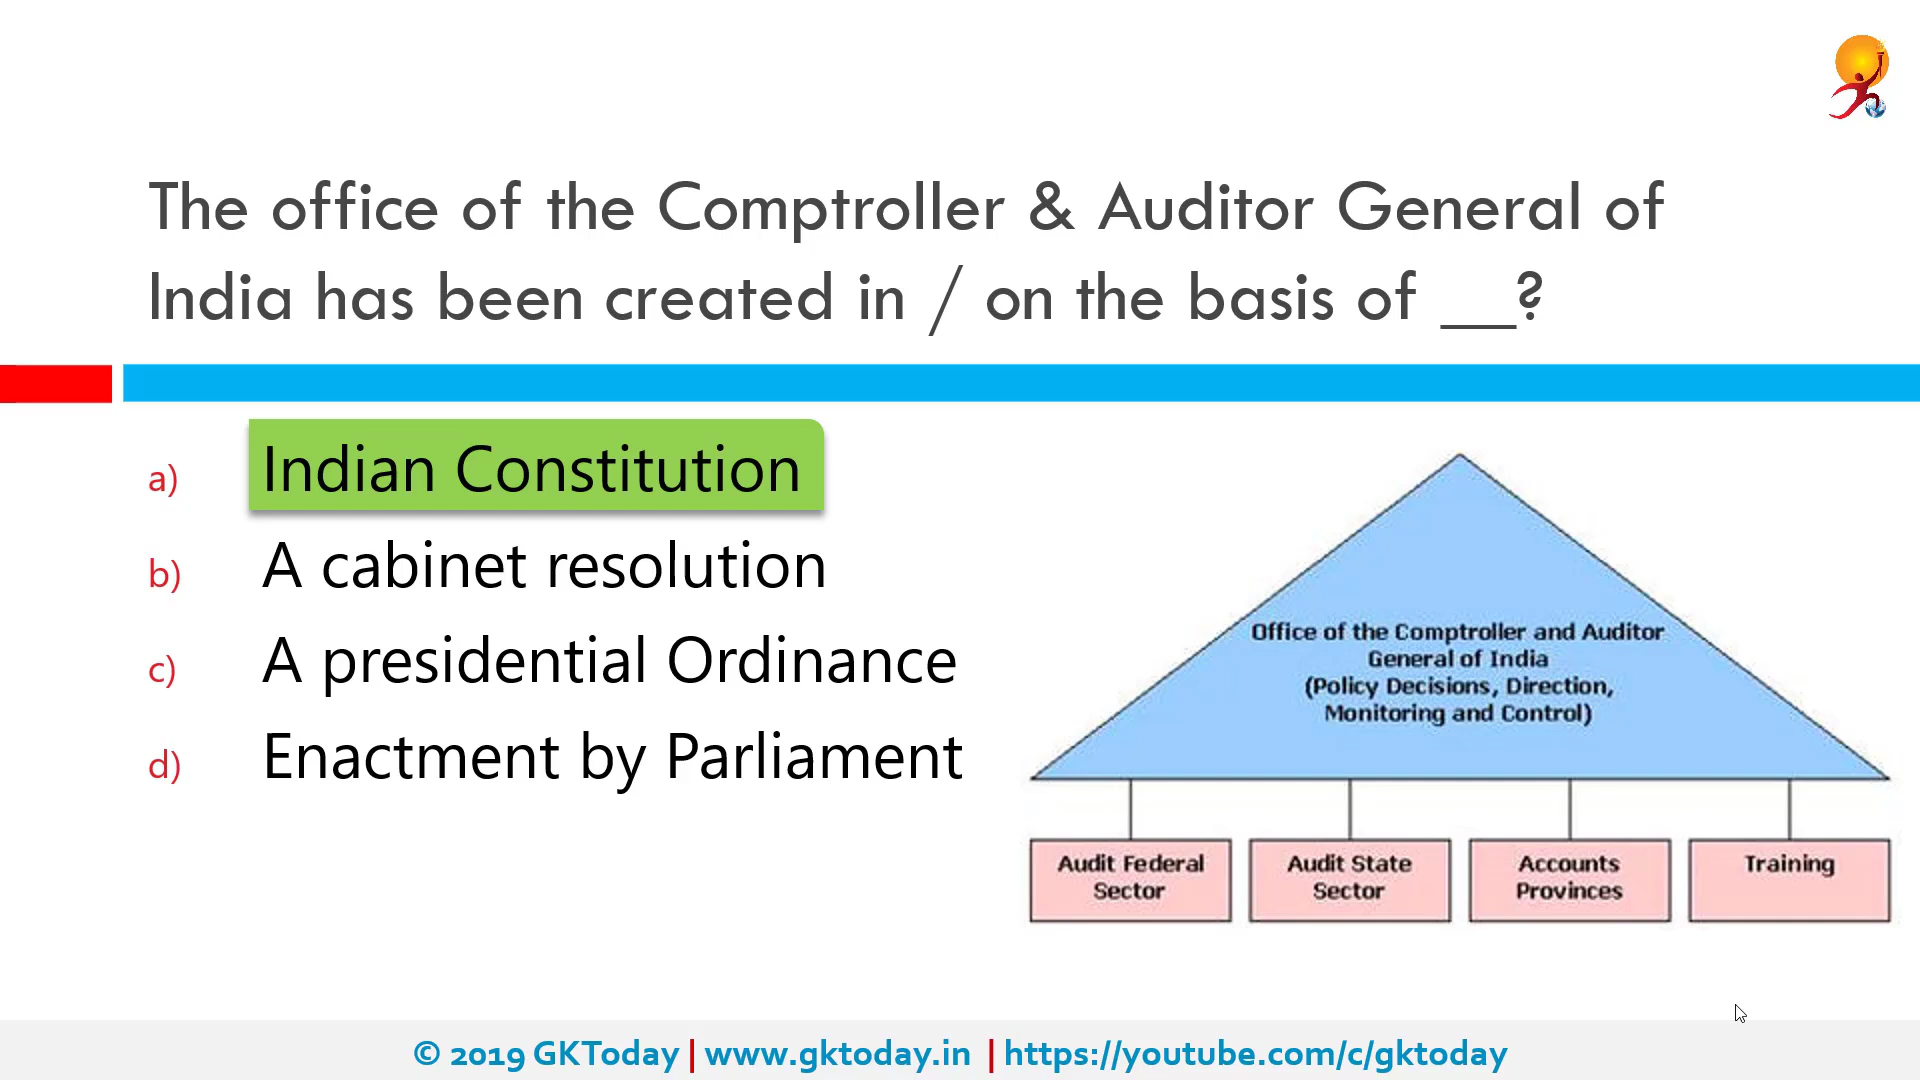 The office of the Comptroller & Auditor General of
India has been created in / on the basis of __?
a) Indian Constitution
b) A cabinet resolution
c) A presidential Ordinance
d) Enactment by Parliament
Office of the Comptroller and Auditor
General of India
(Policy Decisions, Direction,
Monitoring and Control)
Audit Federal
Sector
Audit State
Sector
Accounts
Provinces
Training
© 2019 GKToday | www.gktoday.in | https://youtube.com/c/gktoday